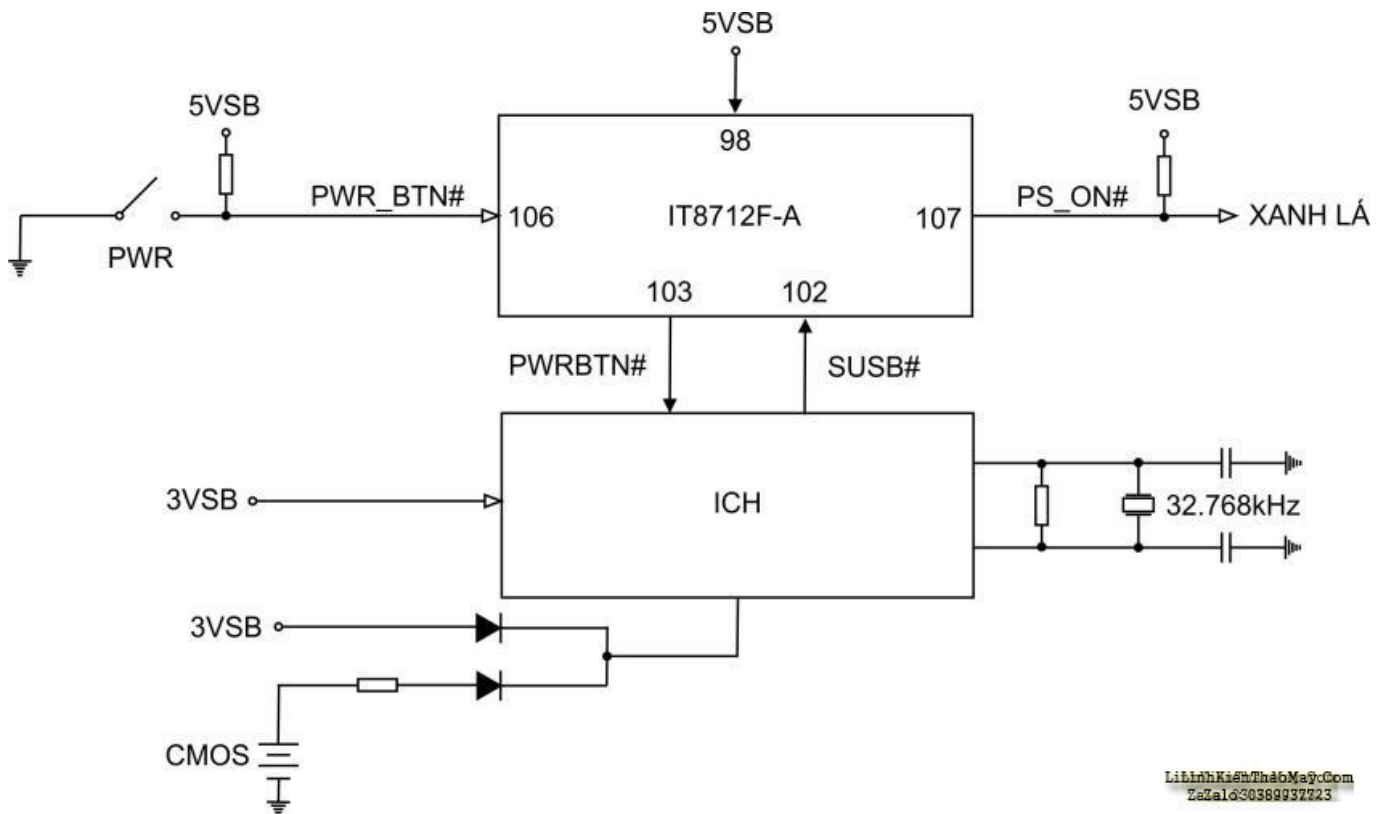 5VSB
5VSB
5VSB
98
PWR_BTN#
106
IT8712F-A
107
PS_ON#
XANH LÁ
PWR
103
102
PWRBTN#
SUSB#
3VSB
ICH
32.768kHz
3VSB
CMOS